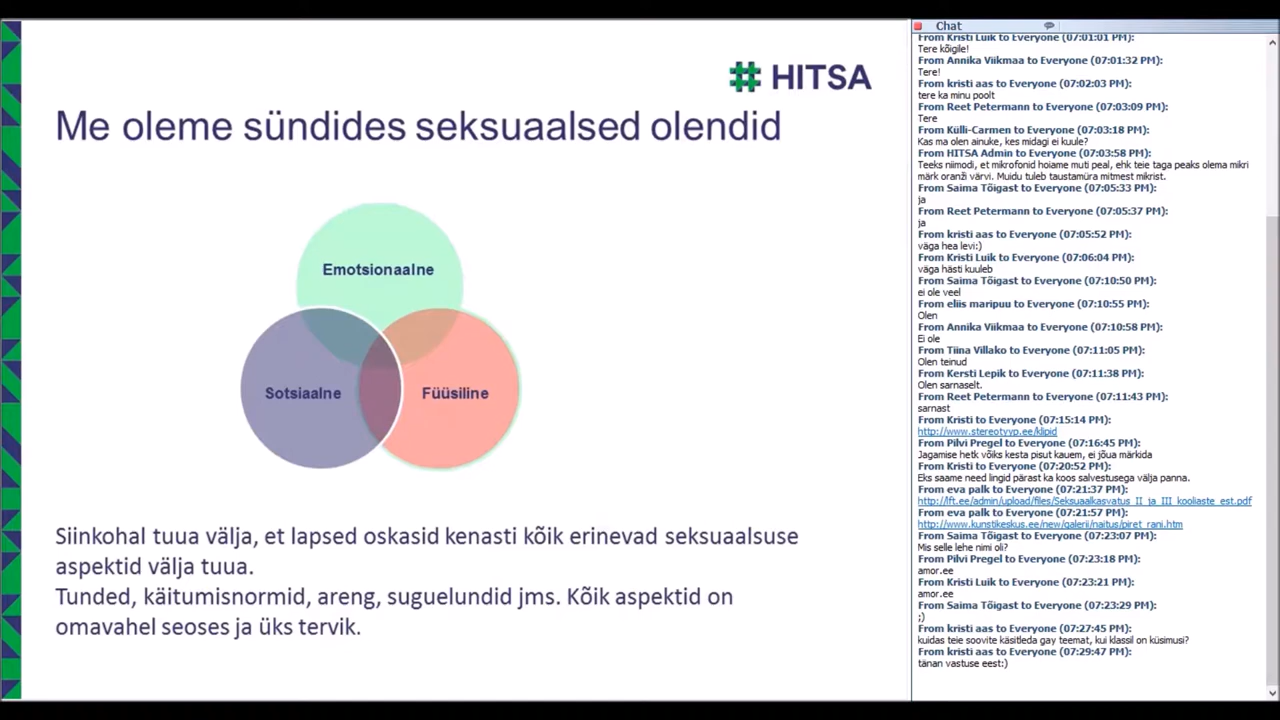 HITSA
Me oleme sündides seksuaalsed olendid
Emotsionaalne
Sotsiaalne
Füüsiline
Siinkohal tuua välja, et lapsed oskasid kenasti kõik erinevad seksuaalsuse
aspektid välja tuua.
Tunded, käitumisnormid, areng, suguelundid jms. Kõik aspektid on
omavahel seoses ja üks tervik.
Chat
From Kristi Luik to Everyone (07:01:01 PM):
Tere kõigile!
From Annika Viikmaa to Everyone (07:01:32 PM):
Tere!
From kristi aas to Everyone (07:02:03 PM):
tere ka minu poolt
From Reet Petermann to Everyone (07:03:09 PM):
Tere
From Külli-Carmen to Everyone (07:03:18 PM):
Kas ma olen ainuke, kes midagi ei kuule?
From HITSA Admin to Everyone (07:03:58 PM):
Teeks niimodi, et mikrofonid hoiame muti peal, ehk teie taga peaks olema mikri
märk oranži värvi. Muidu tuleb taustamüra mitmest mikrist.
From Saima Tõigast to Everyone (07:05:33 PM):
ja
From Reet Petermann to Everyone (07:05:37 PM):
ja
From kristi aas to Everyone (07:05:52 PM):
väga hea levi:)
From Kristi Luik to Everyone (07:06:04 PM):
väga hästi kuuleb
From Saima Tõigast to Everyone (07:10:50 PM):
ei ole veel
From eliis maripuu to Everyone (07:10:55 PM):
Olen
From Annika Viikmaa to Everyone (07:10:58 PM):
Ei ole
From Tiina Villako to Everyone (07:11:05 PM):
Olen teinud
From Kersti Lepik to Everyone (07:11:38 PM):
Olen sarnaselt.
From Reet Petermann to Everyone (07:11:43 PM):
sarnast
From Kristi to Everyone (07:15:14 PM):
http://www.stereotyyp.ee/klipid
From Pilvi Pregel to Everyone (07:16:45 PM):
Jagamise hetk võiks kesta pisut kauem, ei jõua märkida
From Kristi to Everyone (07:20:52 PM):
Eks saame need lingid pärast ka koos salvestusega välja panna.
From eva palk to Everyone (07:21:37 PM):
http://lft.ee/admin/upload/files/Seksuaalkasvatus_II_ja_III_kooliaste_est.pdf
From eva palk to Everyone (07:21:57 PM):
http://www.kunstikeskus.ee/new/galerii/naitus/piret_rani.htm
From Saima Tõigast to Everyone (07:23:07 PM):
Mis selle lehe nimi oli?
From Pilvi Pregel to Everyone (07:23:18 PM):
amor.ee
From Kristi Luik to Everyone (07:23:21 PM):
amor.ee
From Saima Tõigast to Everyone (07:23:29 PM):
;)
From kristi aas to Everyone (07:27:45 PM):
kuidas teie soovite käsitleda gay teemat, kui klassil on küsimusi?
From kristi aas to Everyone (07:29:47 PM):
tänan vastuse eest:)